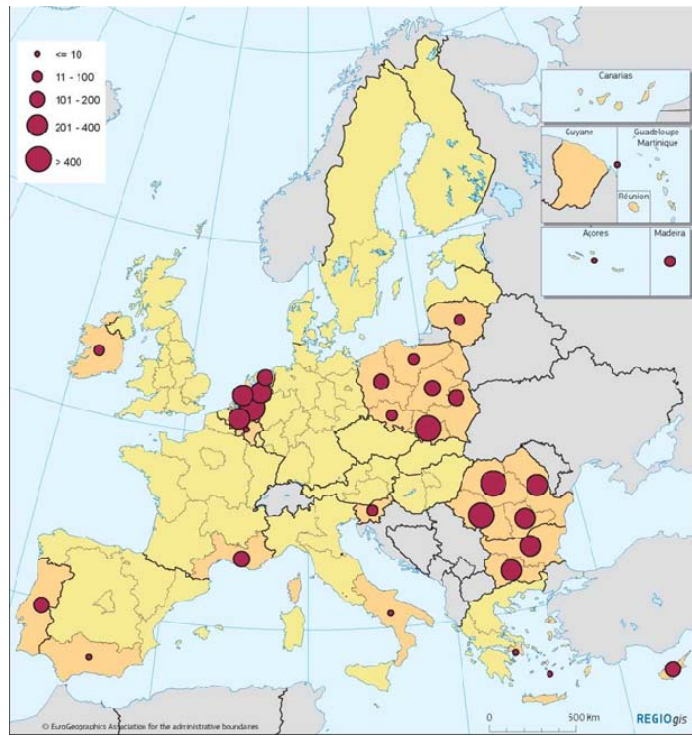 <= 10
11 - 100
101 - 200
201 - 400
> 400
Canarias
Guyane
Guadeloupe
Martinique
Réunion
Açores
Madeira
© EuroGeographics Association for the administrative boundaries
0 500 Km
REGIOgis